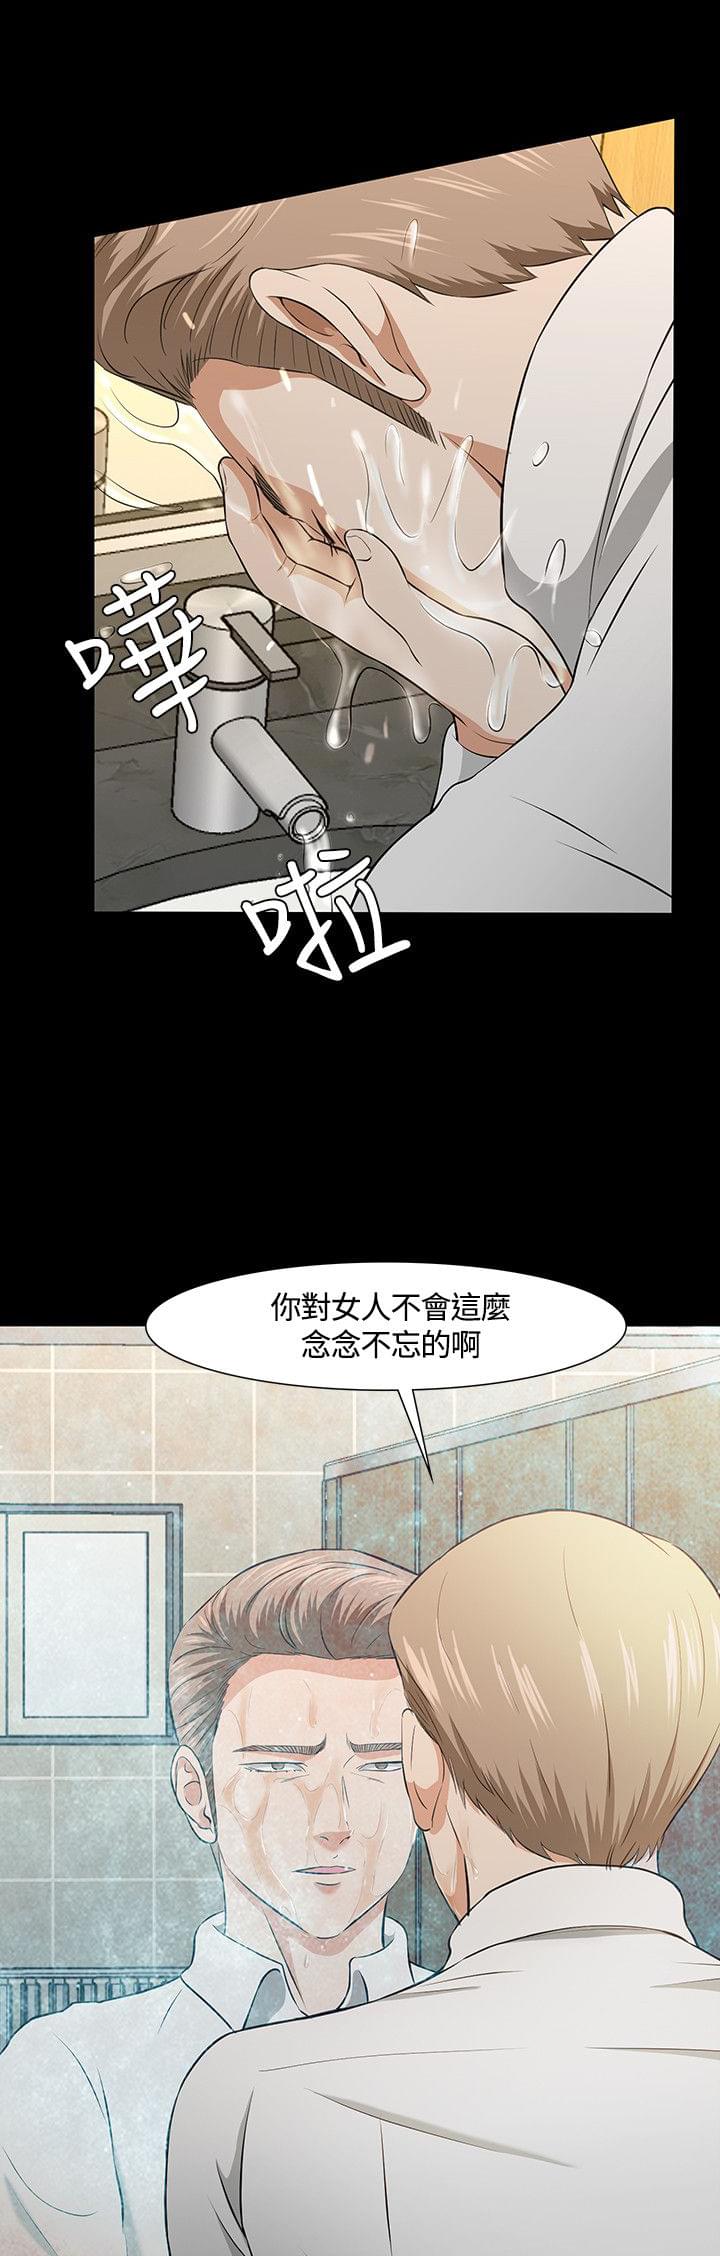 嘩
啦
你對女人不會這麼
念念不忘的啊